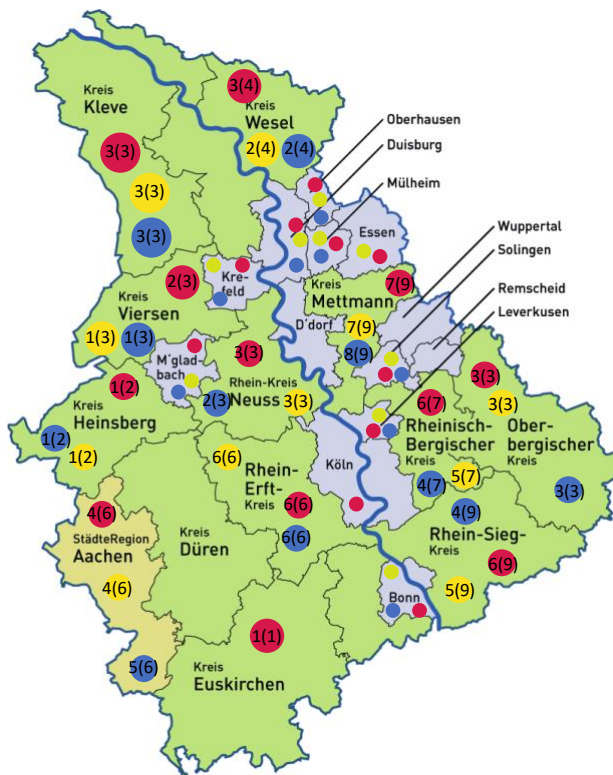 Kreis
Kleve
3(4)
Kreis
Wesel
2(4)
2(4)
3(3)
3(3)
3(3)
Oberhausen
Duisburg
Mülheim
Essen
Wuppertal
Solingen
Remscheid
Leverkusen
Kre-
feld
2(3)
Kreis
Viersen
1(3)
1(3)
7(9)
Kreis
Mettmann
D'dorf
7(9)
8(9)
M'glad-
bach
3(3)
Rhein-Kreis
Neuss
2(3)
3(3)
1(2)
Kreis
Heinsberg
1(2)
1(2)
6(7)
Rheinisch-
Bergischer
Kreis
4(7)
5(7)
3(3)
3(3)
Ober-
bergischer
Kreis
3(3)
6(6)
Rhein-
Erft-
Kreis
6(6)
6(6)
Köln
4(9)
Rhein-Sieg-
Kreis
6(9)
5(9)
4(6)
StädteRegion
Aachen
4(6)
5(6)
Kreis
Düren
Bonn
1(1)
Kreis
Euskirchen